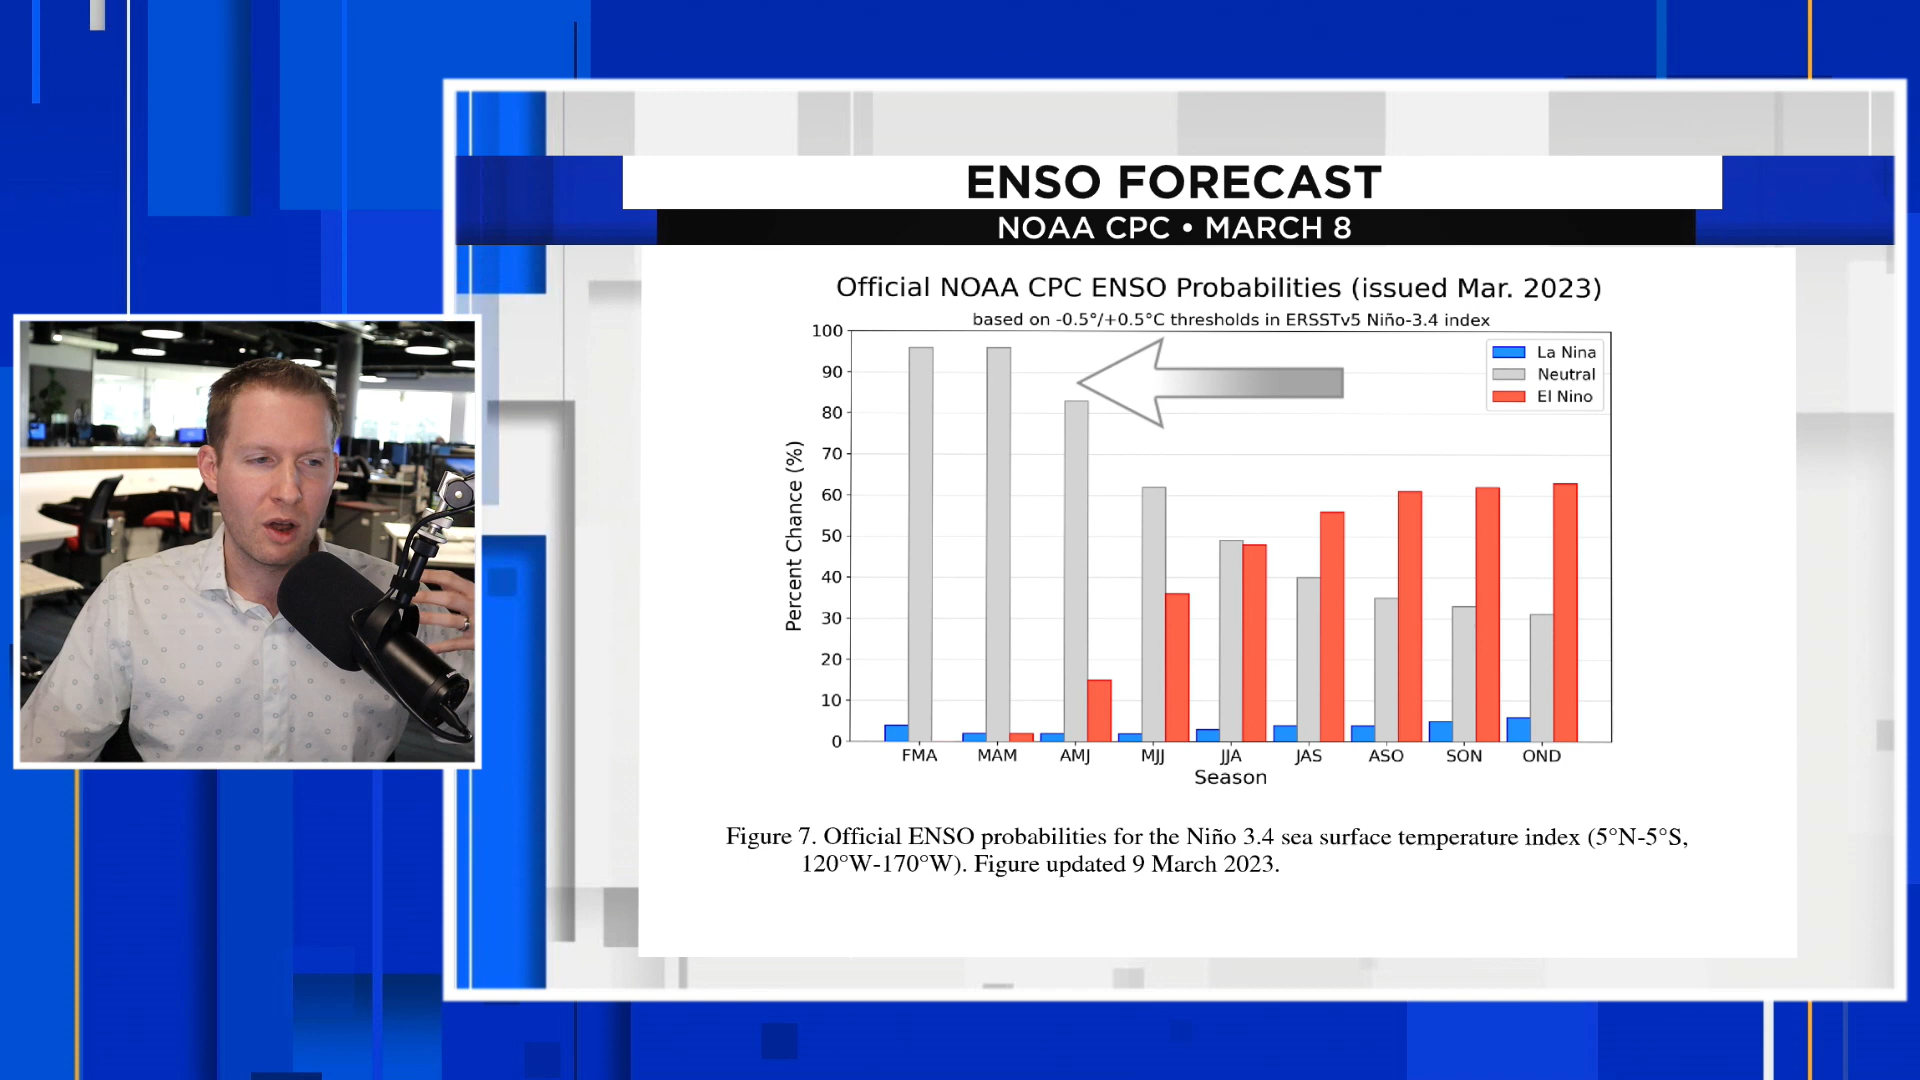 ENSO FORECAST
NOAA CPC • MARCH 8
Official NOAA CPC ENSO Probabilities (issued Mar. 2023)
based on -0.5°/+0.5°C thresholds in ERSSTv5 Niño-3.4 index
Percent Chance (%)
100
90
80
70
60
50
40
30
20
10
0
La Nina
Neutral
El Nino
FMA MAM AMJ MJJ JJA JAS ASO SON OND
Season
Figure 7. Official ENSO probabilities for the Niño 3.4 sea surface temperature index (5°N-5°S,
120°W-170°W). Figure updated 9 March 2023.